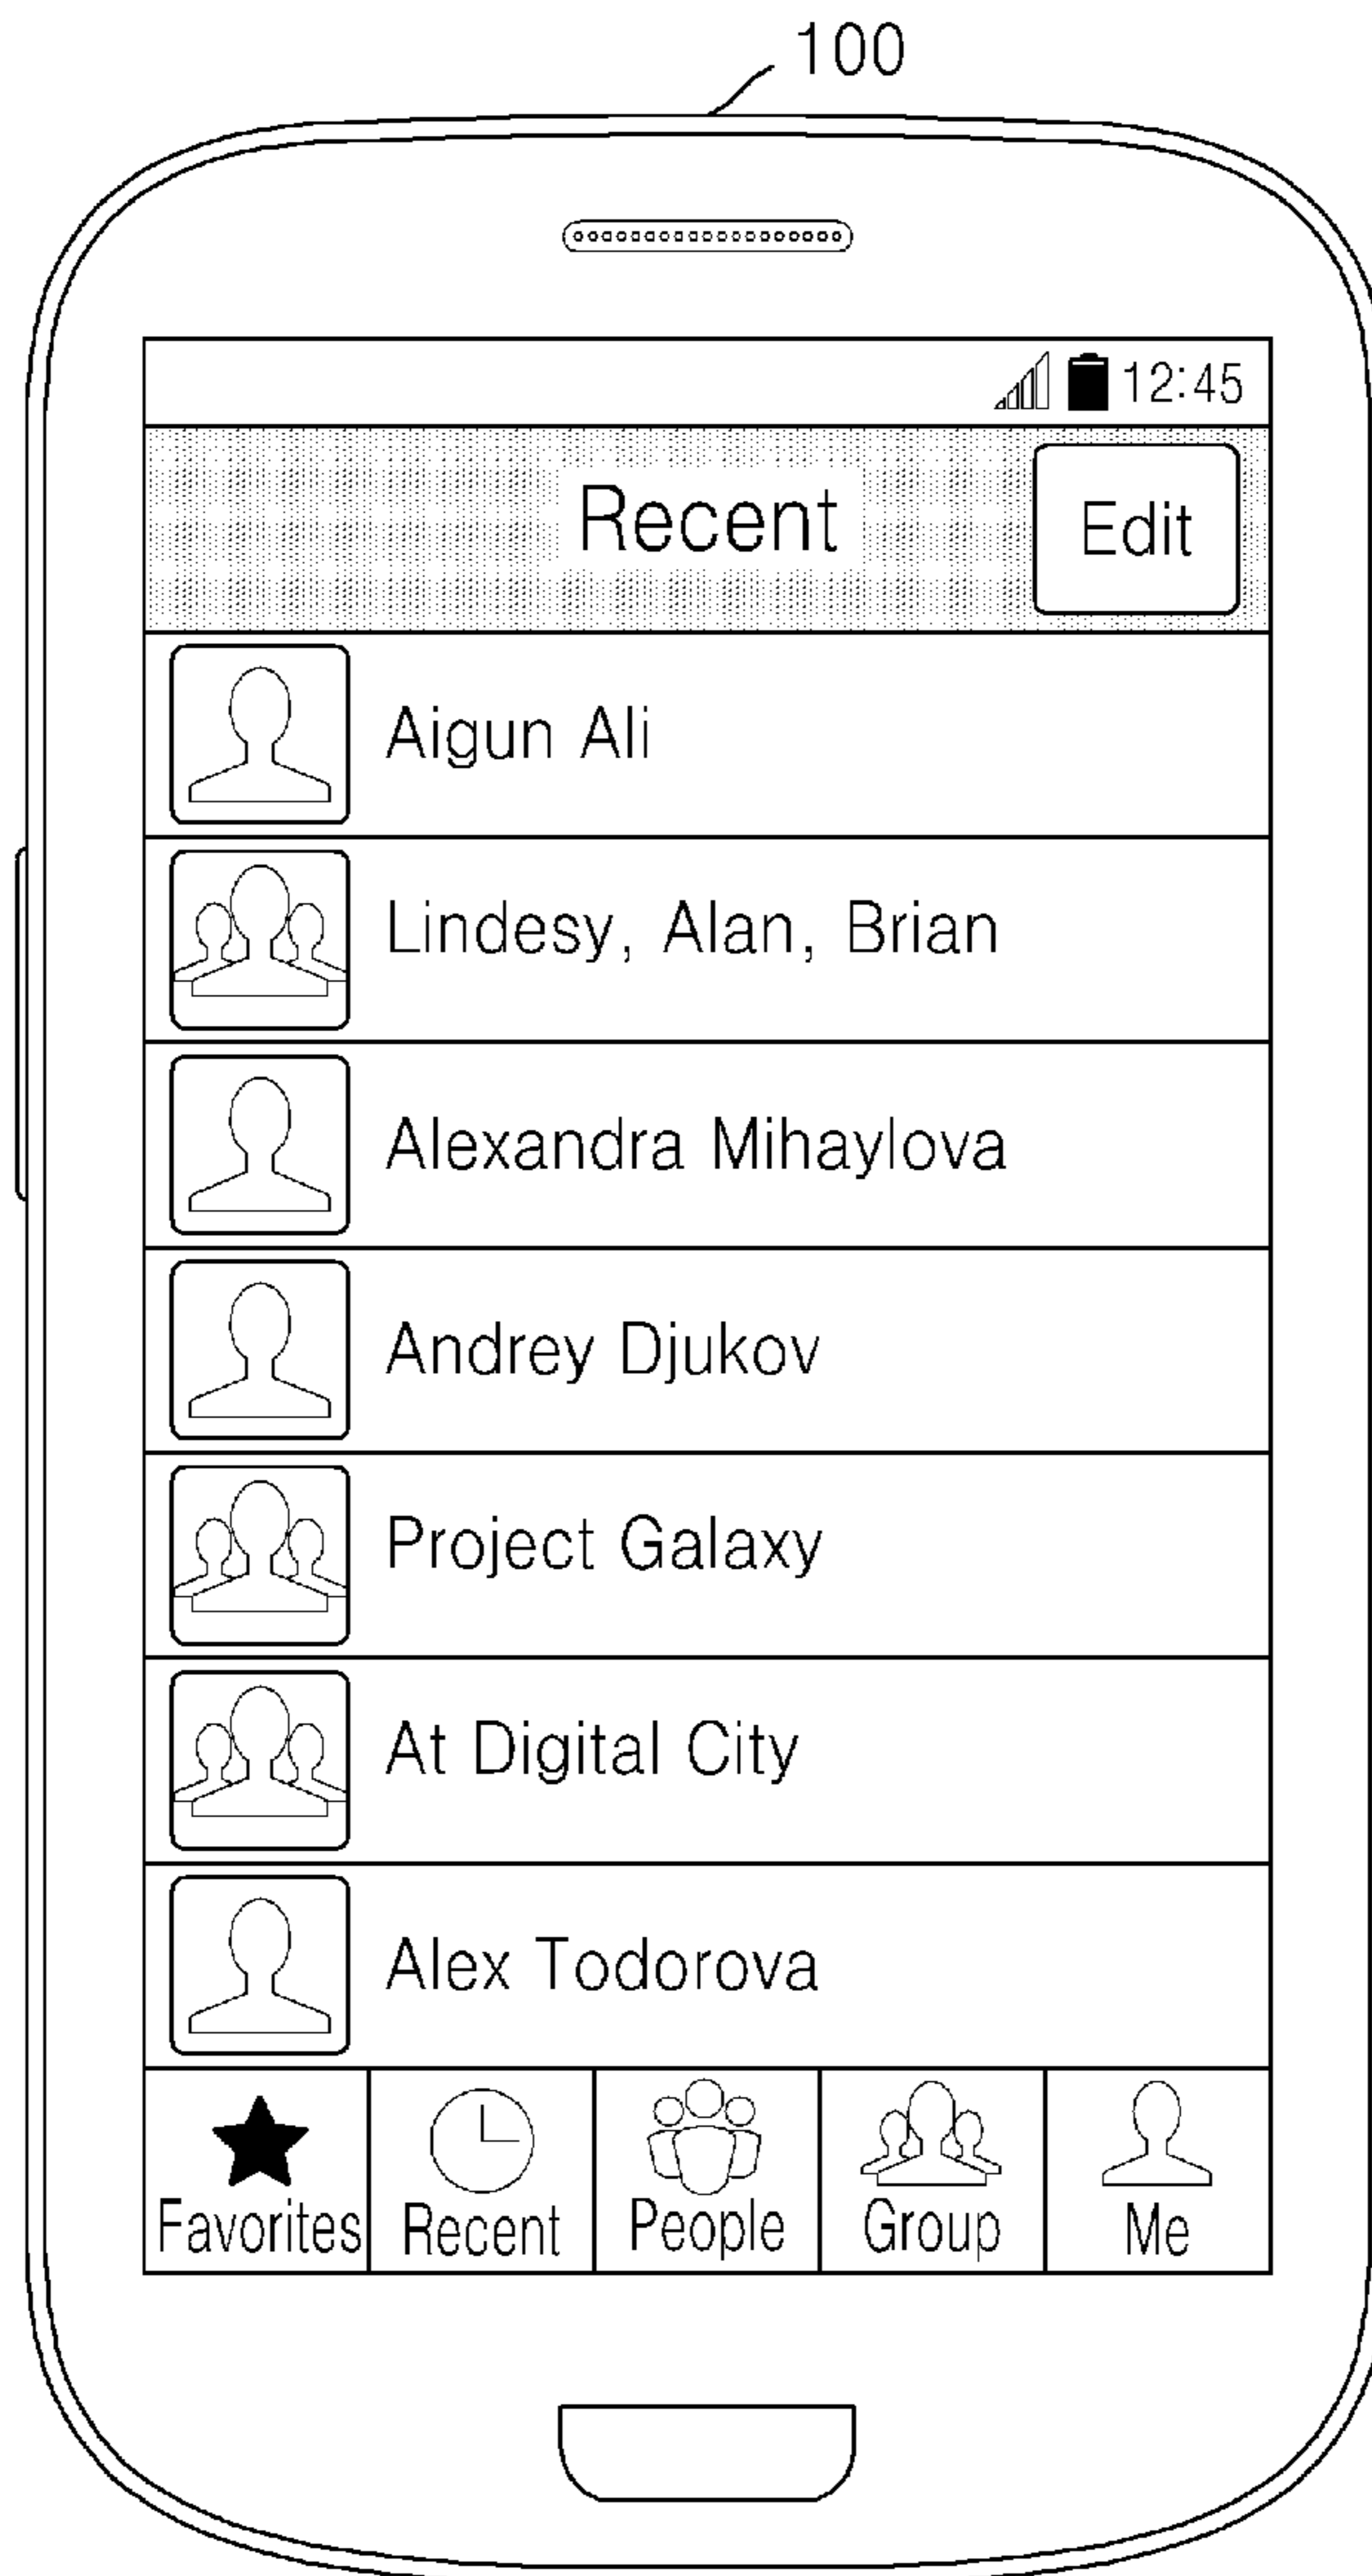 100
12:45
Recent
Edit
Aigun Ali
Lindesy, Alan, Brian
Alexandra Mihaylova
Andrey Djukov
Project Galaxy
At Digital City
Alex Todorova
Favorites Recent People Group Me